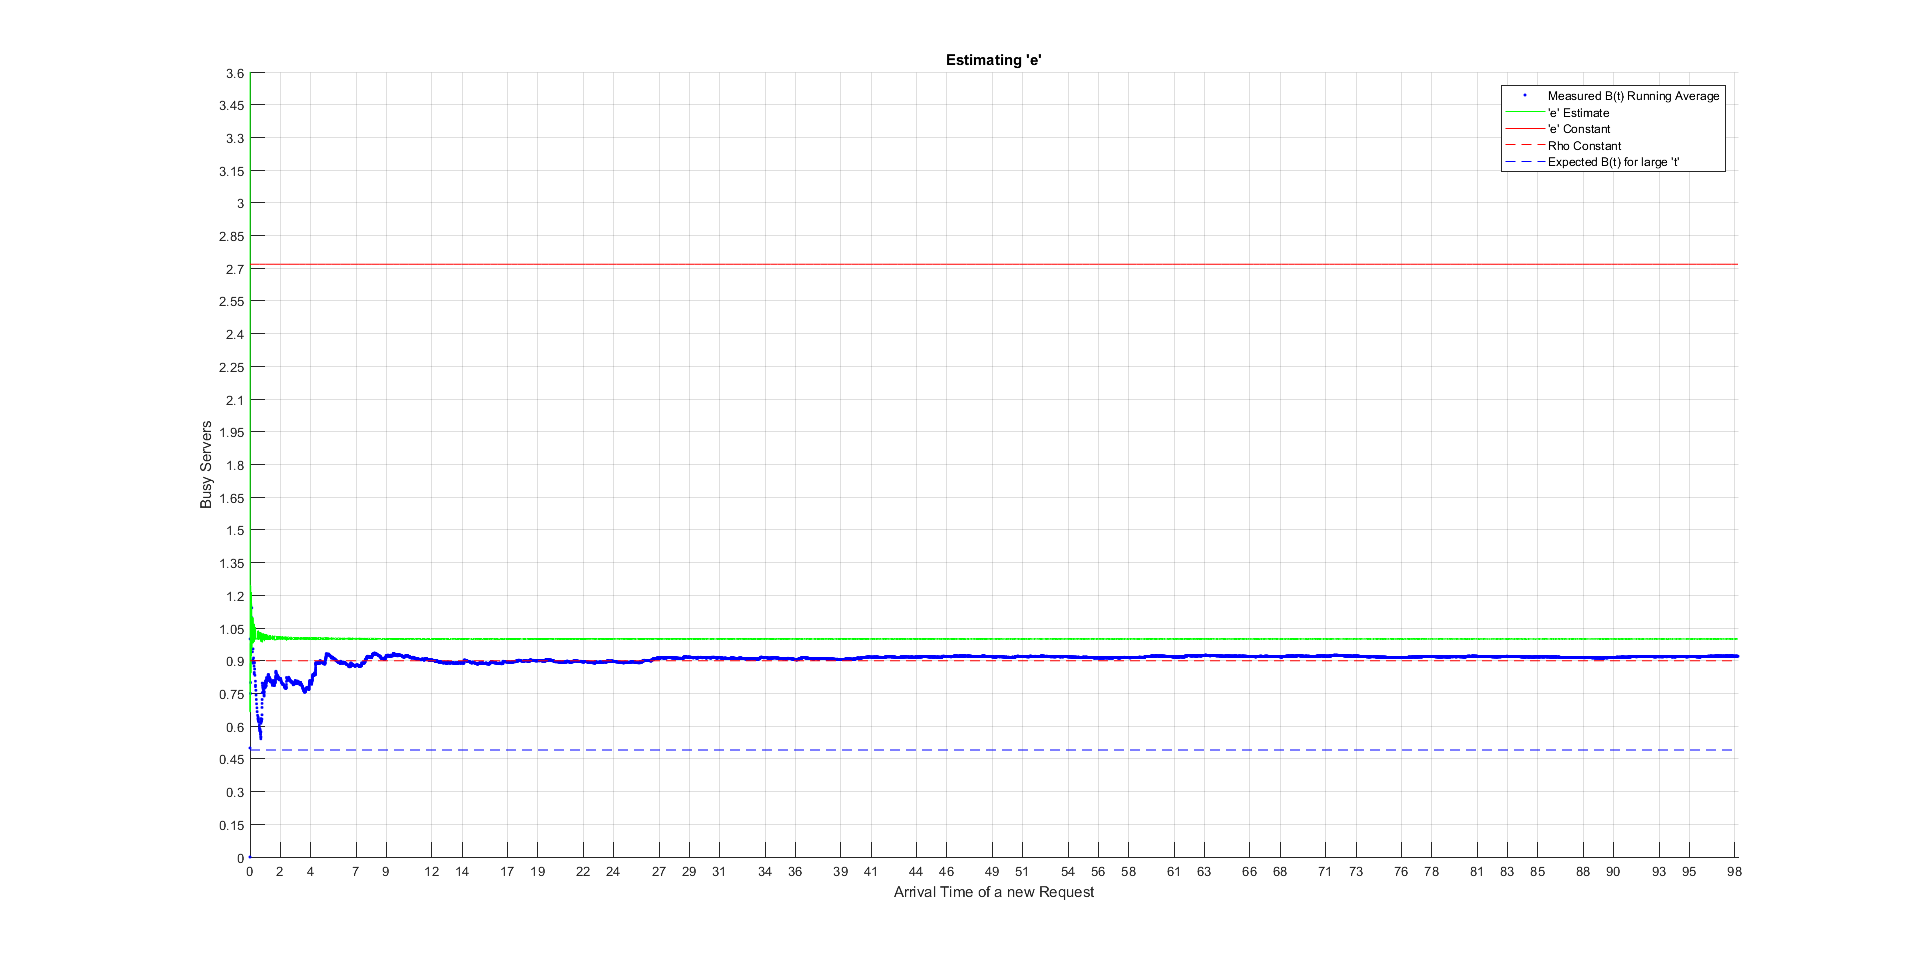 Estimating 'e'
3.6
3.45
3.3
3.15
3
2.85
2.7
2.55
2.4
2.25
2.1
1.95
1.8
1.65
1.5
1.35
1.2
1.05
0.9
0.75
0.6
0.45
0.3
0.15
0
Busy Servers
Measured B(t) Running Average
'e' Estimate
'e' Constant
Rho Constant
Expected B(t) for large 't'
0 2 4 7 9 12 14 17 19 22 24 27 29 31 34 36 39 41 44 46 49 51 54 56 58 61 63 66 68 71 73 76 78 81 83 85 88 90 93 95 98
Arrival Time of a new Request